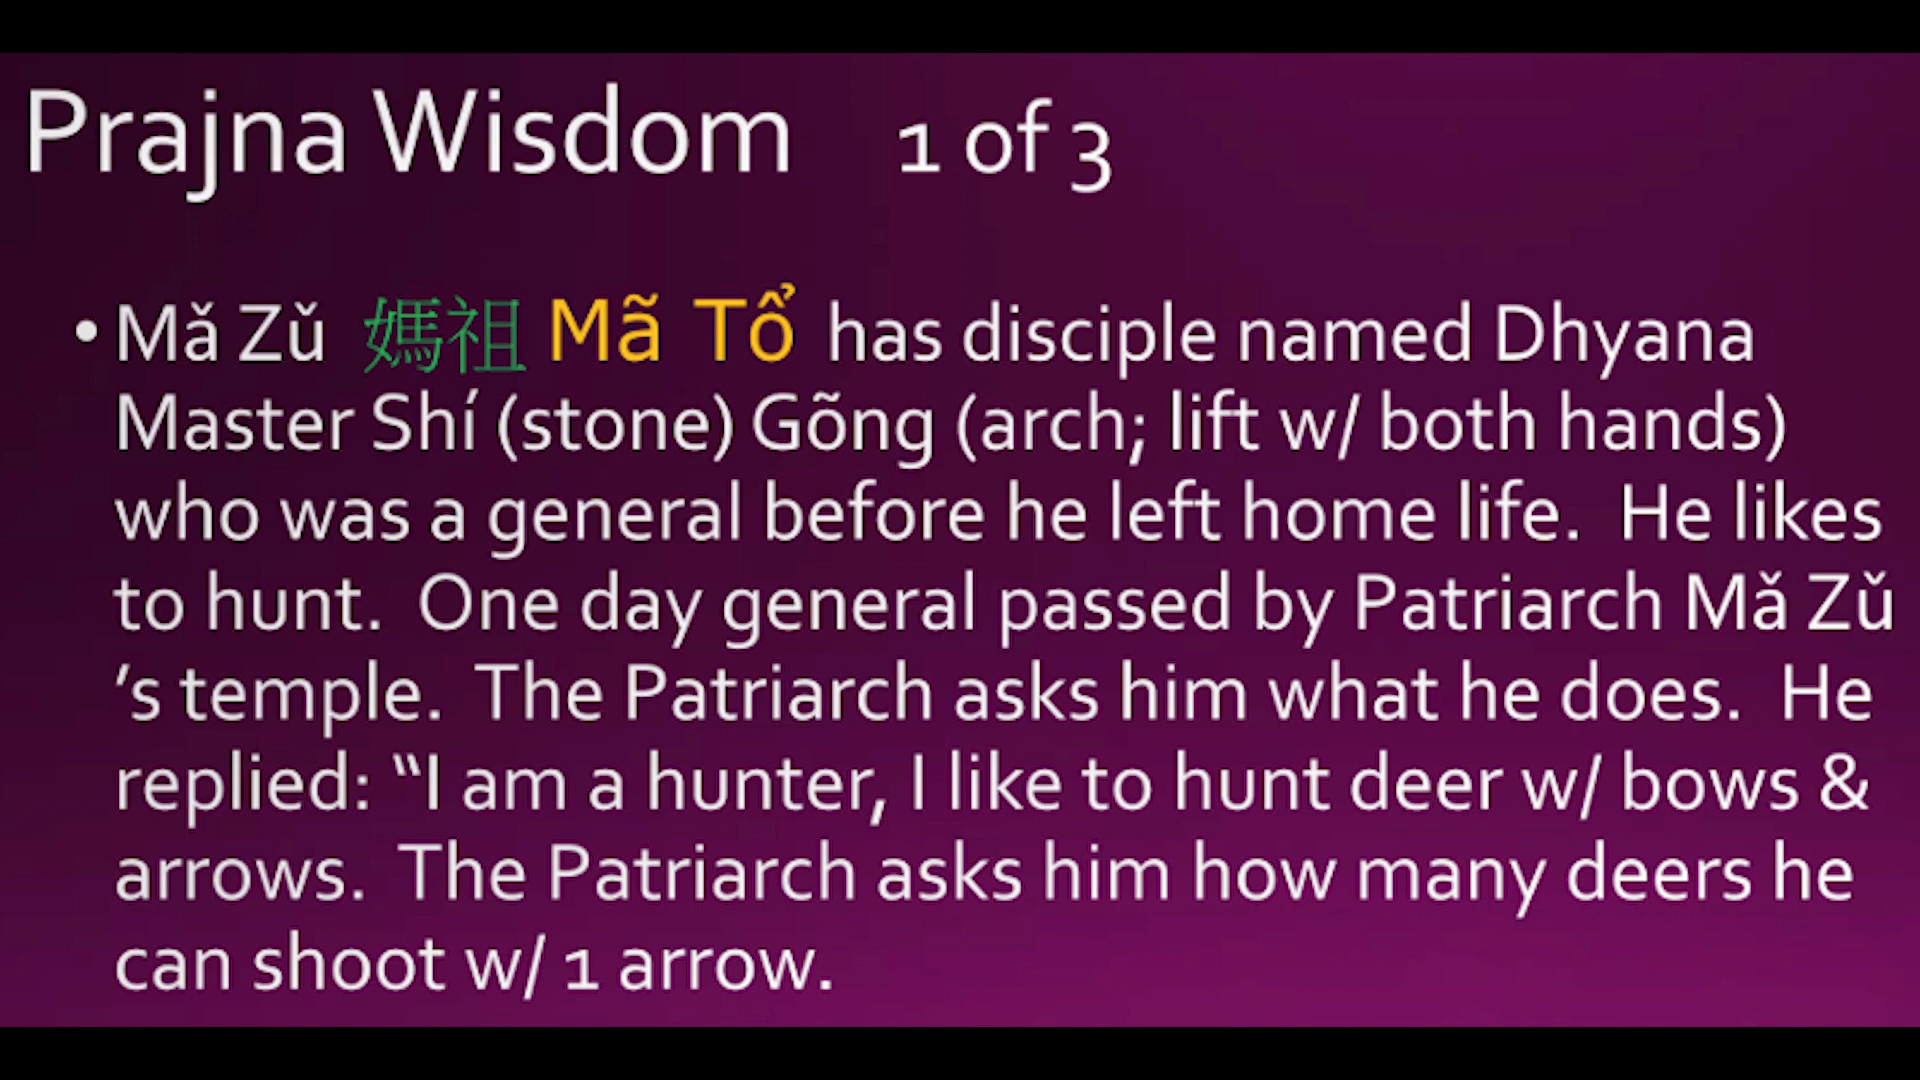 Prajna Wisdom 1 of 3
• Mǎ Zǔ 媽祖 Mã Tổ has disciple named Dhyana
Master Shí (stone) Gõng (arch; lift w/ both hands)
who was a general before he left home life. He likes
to hunt. One day general passed by Patriarch Mǎ Zǔ
’s temple. The Patriarch asks him what he does. He
replied: “I am a hunter, I like to hunt deer w/ bows &
arrows. The Patriarch asks him how many deers he
can shoot w/ 1 arrow.